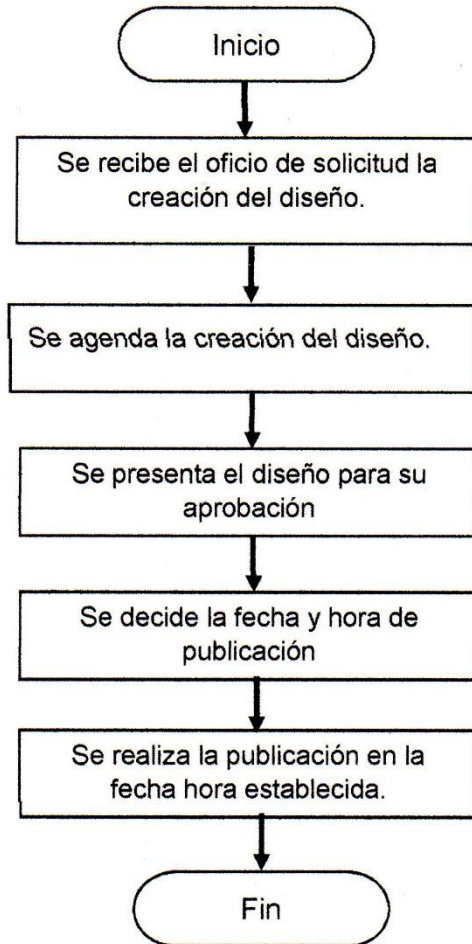 Inicio
Se recibe el oficio de solicitud la
creación del diseño.
Se agenda la creación del diseño.
Se presenta el diseño para su
aprobación
Se decide la fecha y hora de
publicación
Se realiza la publicación en la
fecha hora establecida.
Fin